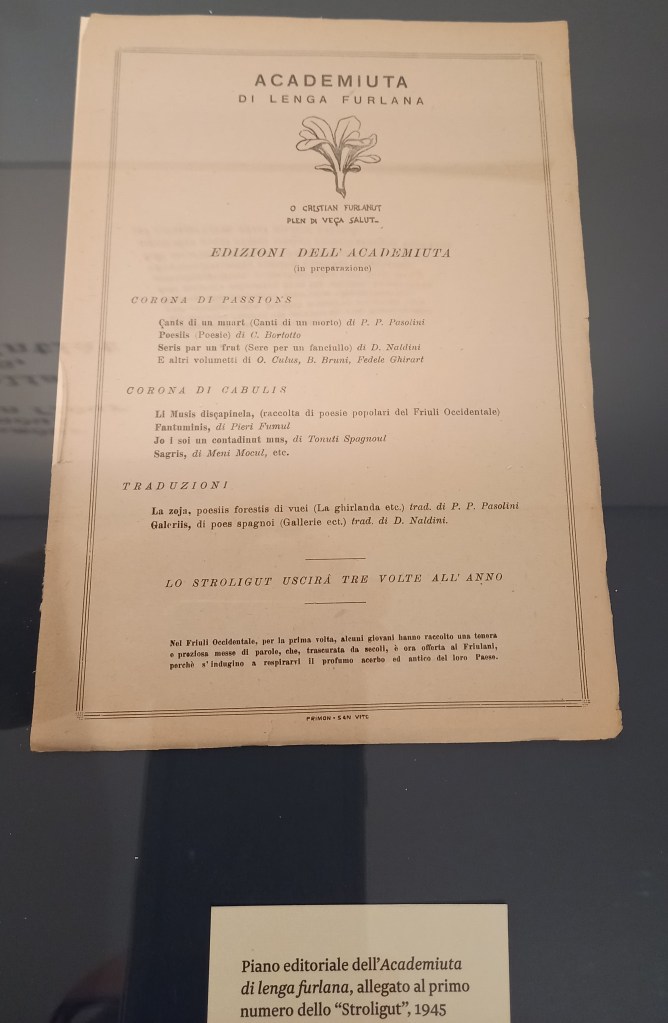 ACADEMIUTA
DI LENGA FURLANA
O CRISTIAN FURLANUT
PLEN DI VEÇA SALUT...
EDIZIONI DELL'ACADEMIUTA
(in preparazione)
CORONA DI PASSIONS
Çants di un muart (Canti di un morto) di P. P. Pasolini
Poesiis (Poesie) di C. Bortotto
Seris par un frut (Sere per un fanciullo) di D. Naldini
E altri volumetti di O. Culus, B. Bruni, Fedele Ghirart
CORONA DI CABULIS
Li Musis disçapinela, (raccolta di poesie popolari del Friuli Occidentale)
Fantuminis, di Pieri Fumul
Jo i soi un contadinut mus, di Tonuti Spagnoul
Sagris, di Meni Mocul, etc.
TRADUZIONI
La zoja, poesiis forestis di vuei (La ghirlanda etc.) trad. di P. P. Pasolini
Galeriis, di poes spagnoi (Gallerie ect.) trad. di D. Naldini.
LO STROLIGUT USCIRÁ TRE VOLTE ALL'ANNO
Nel Friuli Occidentale, per la prima volta, alcuni giovani hanno raccolto una tenera
e preziosa messe di parole, che, trascurata da secoli, è ora offerta ai Friulani,
perchè s'indugino a respirarvi il profumo acerbo ed antico del loro Paese.
PRIMON - SAN VITO
Piano editoriale dell'Academiuta
di lenga furlana, allegato al primo
numero dello “Stroligut”, 1945